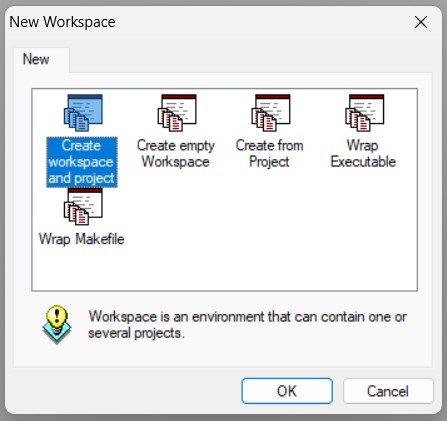 New Workspace
New
Create
workspace
and project
Create empty
Workspace
Create from
Project
Wrap
Executable
Wrap Makefile
Workspace is an environment that can contain one or
several projects.
OK
Cancel